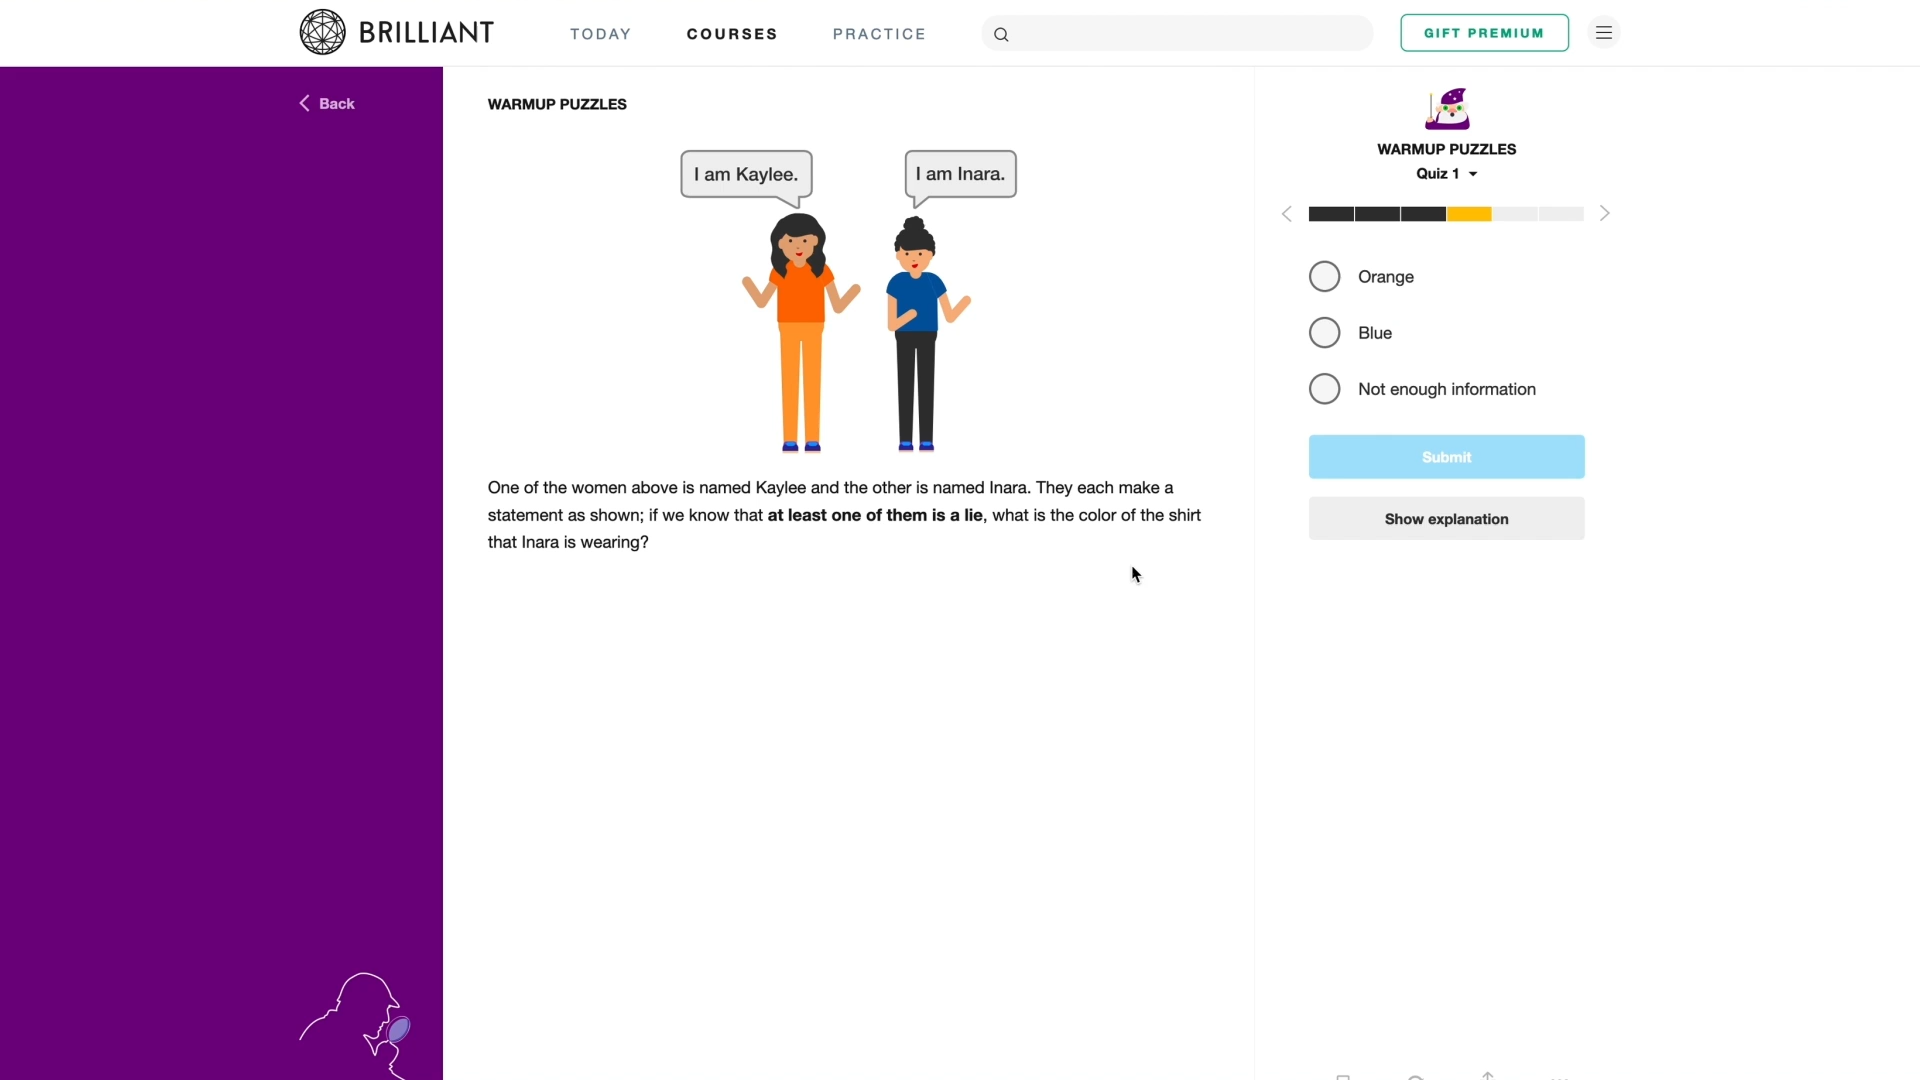 BRILLIANT
TODAY
COURSES
PRACTICE
GIFT PREMIUM
Back
WARMUP PUZZLES
I am Kaylee.
I am Inara.
One of the women above is named Kaylee and the other is named Inara. They each make a
statement as shown; if we know that at least one of them is a lie, what is the color of the shirt
that Inara is wearing?
WARMUP PUZZLES
Quiz 1
Orange
Blue
Not enough information
Submit
Show explanation